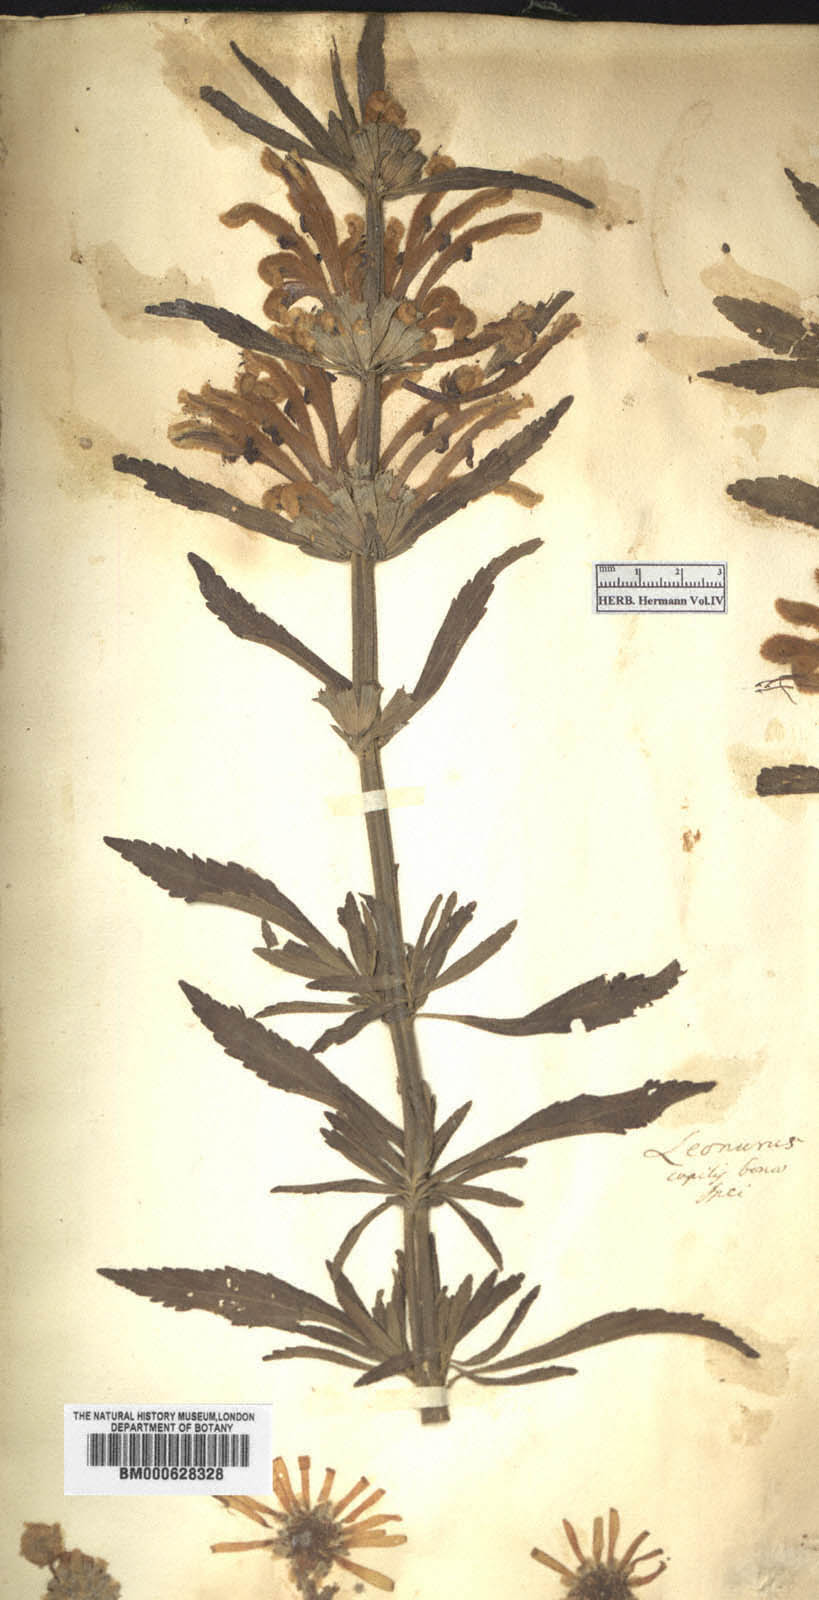 mm 1 2 3
HERB. Hermann Vol.IV
Leonurus
capitis bonae
spei
THE NATURAL HISTORY MUSEUM,LONDON
DEPARTMENT OF BOTANY
BM000628328